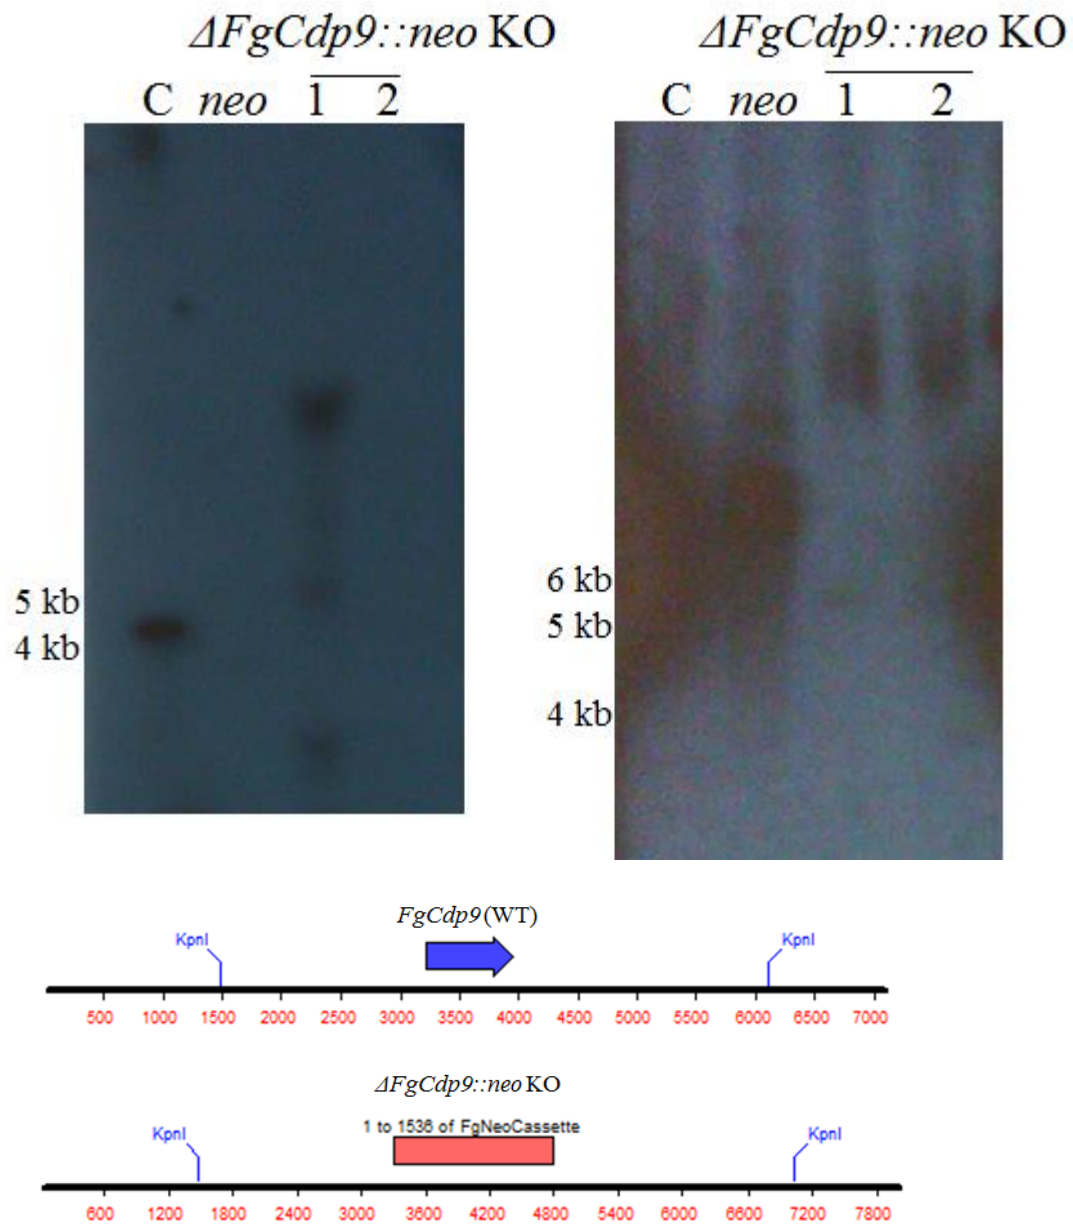 ΔFgCdp9::neo KO
C neo 1 2
5 kb
4 kb
ΔFgCdp9::neo KO
C neo 1 2
6 kb
5 kb
4 kb
FgCdp9 (WT)
KpnI KpnI
500 1000 1500 2000 2500 3000 3500 4000 4500 5000 5500 6000 6500 7000
ΔFgCdp9::neo KO
1 to 1536 of FgNeoCassette
KpnI KpnI
600 1200 1800 2400 3000 3600 4200 4800 5400 6000 6600 7200 7800